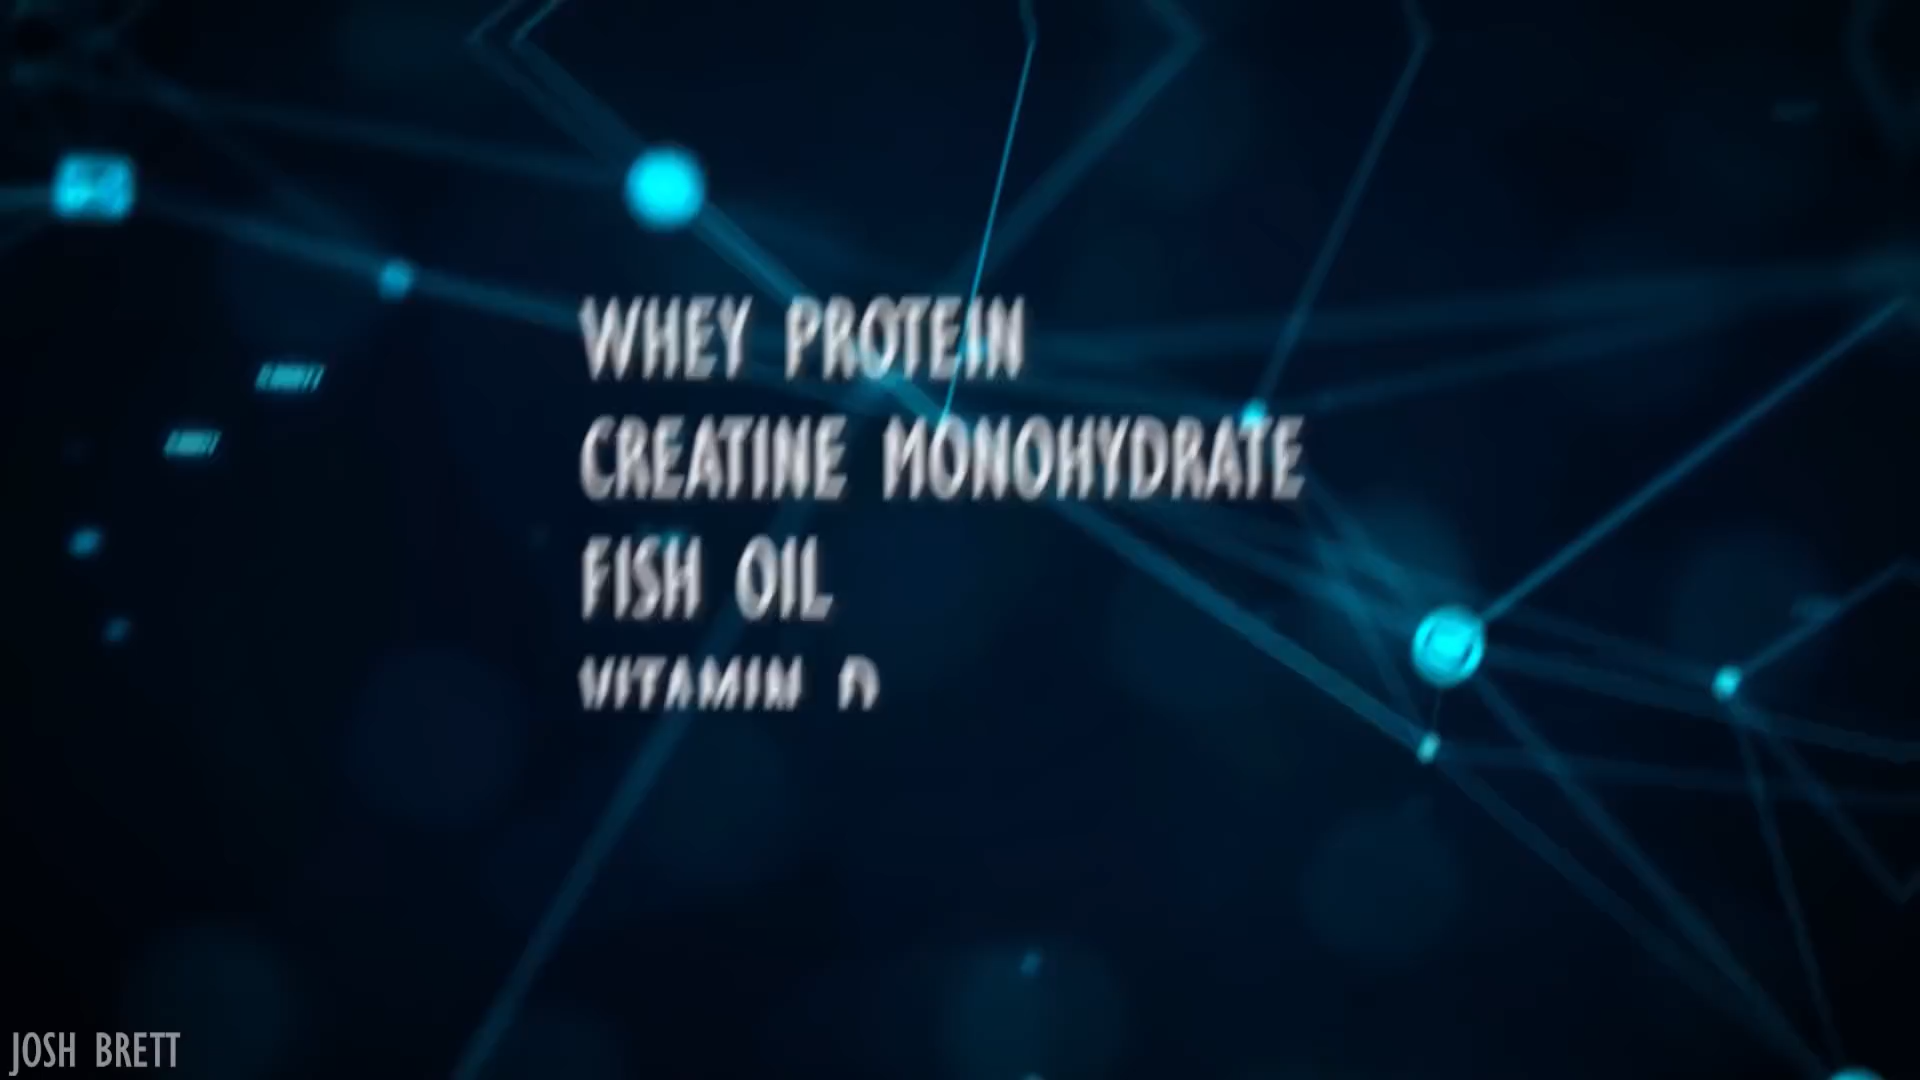 WHEY PROTEIN
CREATINE MONOHYDRATE
FISH OIL
VITAMIN D
JOSH BRETT